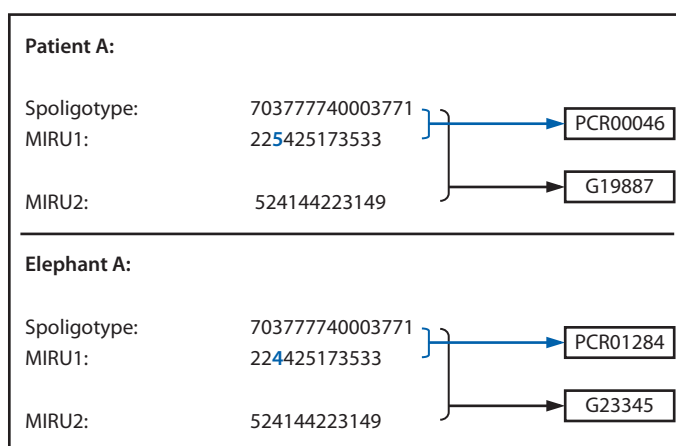 Patient A:
Spoligotype: 703777740003771
MIRU1: 225425173533
PCR00046
G19887
MIRU2: 524144223149
Elephant A:
Spoligotype: 703777740003771
MIRU1: 224425173533
PCR01284
G23345
MIRU2: 524144223149